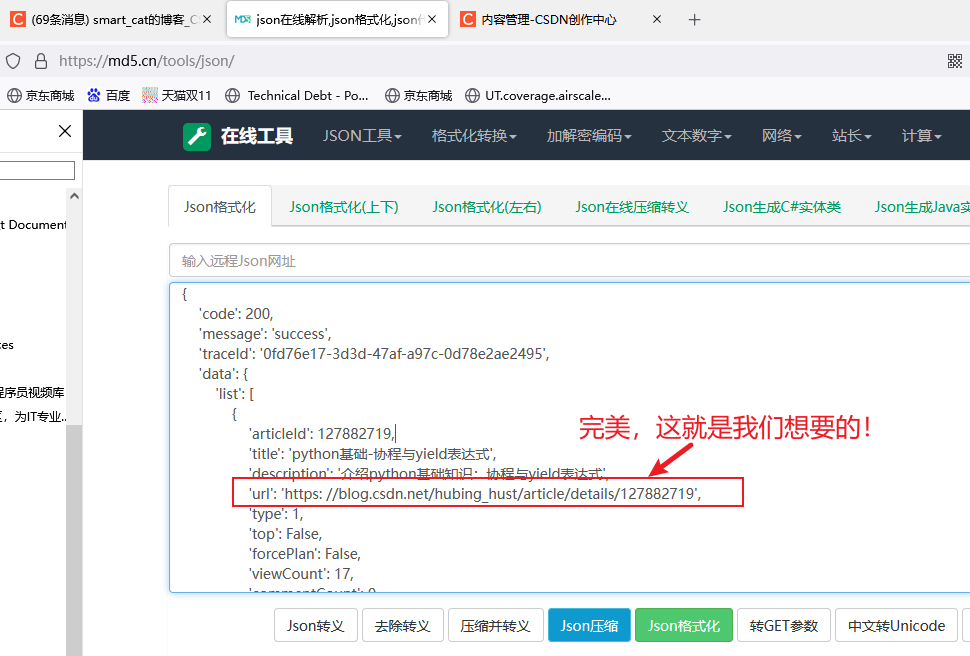 (69条消息) smart_cat的博客_C
json在线解析,json格式化,json
内容管理-CSDN创作中心
https://md5.cn/tools/json/
京东商城
百度
天猫双11
Technical Debt - Po...
京东商城
UT.coverage.airscale...
在线工具
JSON工具
格式化转换
加解密编码
文本数字
网络
站长
计算
t Document
ces
程序员视频库
，为IT专业..
Json格式化
Json格式化(上下)
Json格式化(左右)
Json在线压缩转义
Json生成C#实体类
Json生成Java实
输入远程Json网址
{
'code': 200,
'message': 'success',
'traceId': '0fd76e17-3d3d-47af-a97c-0d78e2ae2495',
'data': {
'list': [
{
'articleId': 127882719,
'title': 'python基础-协程与yield表达式',
'description': '介绍python基础知识：协程与yield表达式',
'url': 'https: //blog.csdn.net/hubing_hust/article/details/127882719',
'type': 1,
'top': False,
'forcePlan': False,
'viewCount': 17,
'commentCount': 0
完美，这就是我们想要的！
Json转义
去除转义
压缩并转义
Json压缩
Json格式化
转GET参数
中文转Unicode